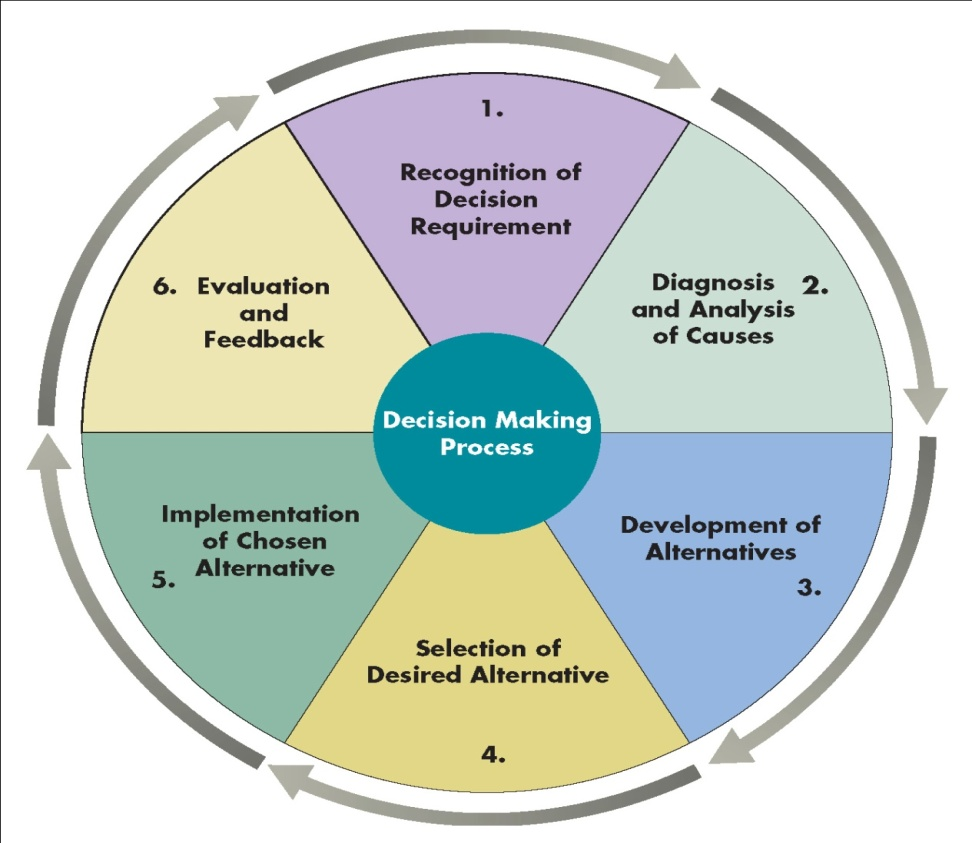 1.
Recognition of
Decision
Requirement
Diagnosis 2.
and Analysis
of Causes
Development of
Alternatives
3.
Selection of
Desired Alternative
4.
Implementation
of Chosen
Alternative
5.
6. Evaluation
and
Feedback
Decision Making
Process